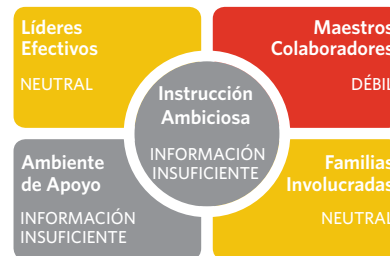 Líderes
Efectivos
NEUTRAL
Maestros
Colaboradores
DÉBIL
Instrucción
Ambiciosa
INFORMACIÓN
INSUFICIENTE
Ambiente
de Apoyo
INFORMACIÓN
INSUFICIENTE
Familias
Involucradas
NEUTRAL